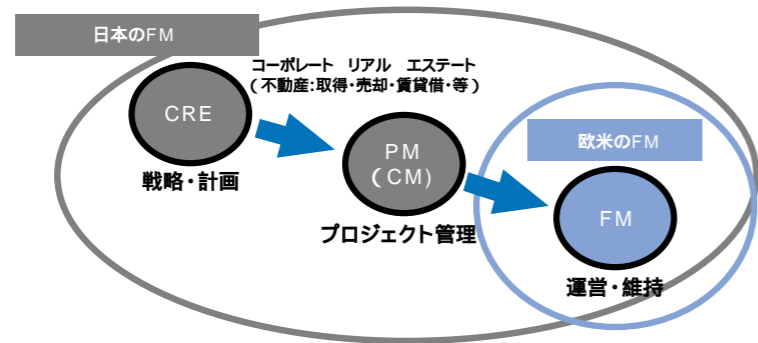 日本のFM
コーポレート リアル エステート
(不動産:取得・売却・賃貸借・等)
CRE
戦略・計画
PM
(CM)
プロジェクト管理
欧米のFM
FM
運営・維持